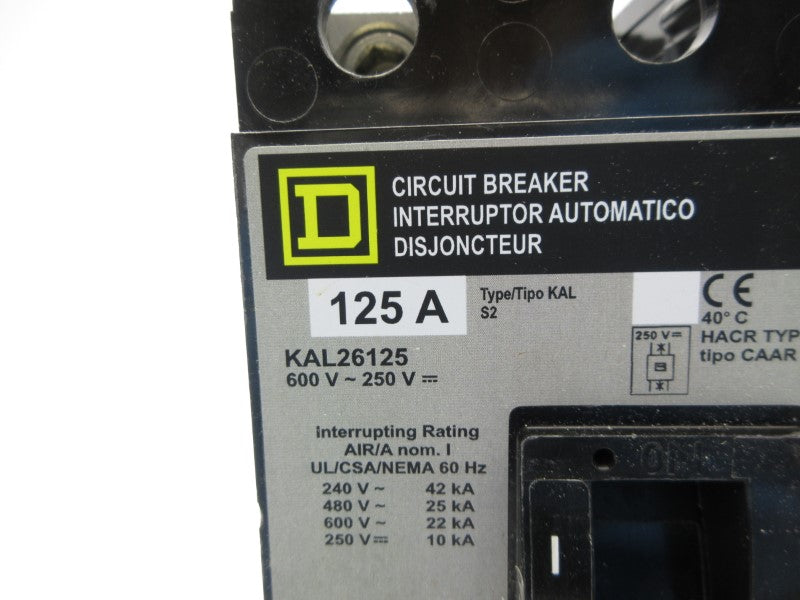 D
CIRCUIT BREAKER
INTERRUPTOR AUTOMATICO
DISJONCTEUR
125 A
Type/Tipo KAL
S2
CE
40° C
HACR TYP
tipo CAAR
250 V⎓
KAL26125
600 V ~ 250 V ⎓
Interrupting Rating
AIR/A nom. I
UL/CSA/NEMA 60 Hz
240 V ~ 42 kA
480 V ~ 25 kA
600 V ~ 22 kA
250 V⎓ 10 kA
ON
I